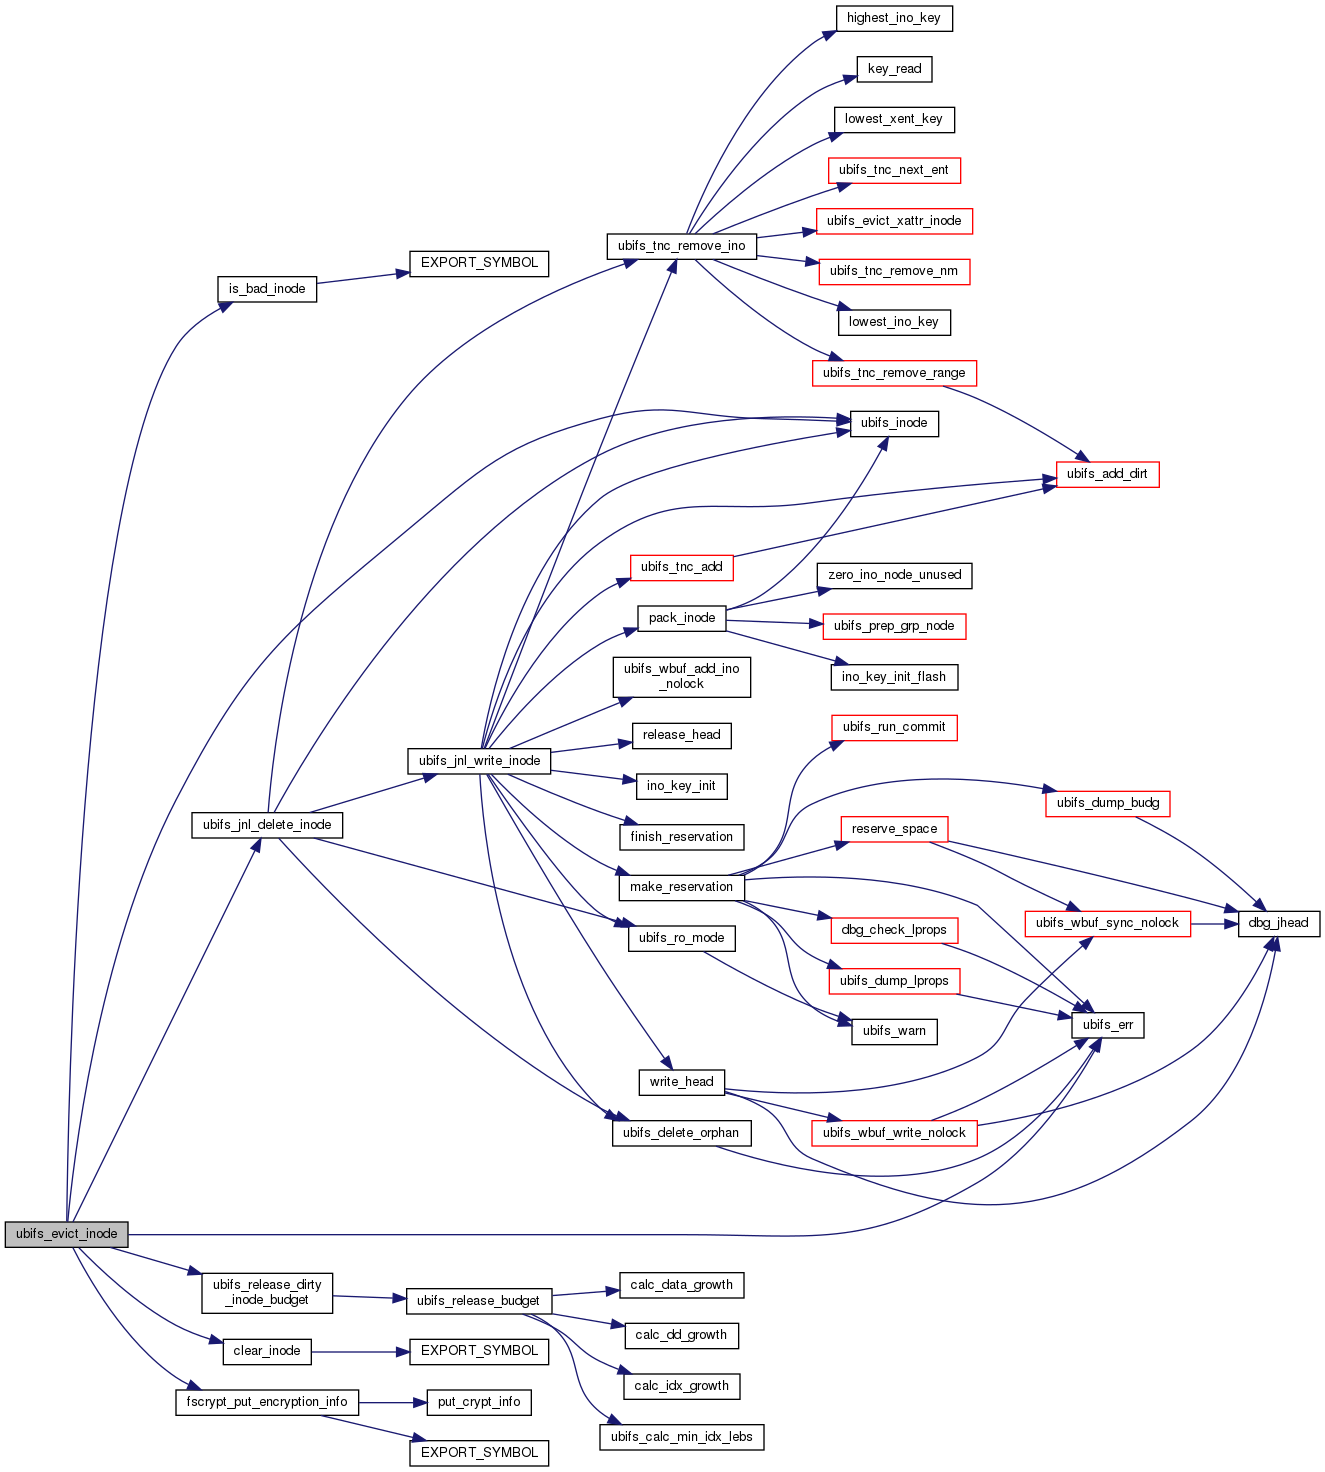 highest_ino_key
key_read
lowest_xent_key
ubifs_tnc_next_ent
ubifs_evict_xattr_inode
ubifs_tnc_remove_ino
ubifs_tnc_remove_nm
EXPORT_SYMBOL
is_bad_inode
lowest_ino_key
ubifs_tnc_remove_range
ubifs_inode
ubifs_add_dirt
ubifs_tnc_add
zero_ino_node_unused
pack_inode
ubifs_prep_grp_node
ubifs_wbuf_add_ino
_nolock
ino_key_init_flash
ubifs_run_commit
release_head
ubifs_jnl_write_inode
ino_key_init
ubifs_dump_budg
ubifs_jnl_delete_inode
reserve_space
finish_reservation
make_reservation
ubifs_wbuf_sync_nolock
dbg_jhead
dbg_check_lprops
ubifs_ro_mode
ubifs_dump_lprops
ubifs_warn
ubifs_err
write_head
ubifs_delete_orphan
ubifs_wbuf_write_nolock
ubifs_evict_inode
ubifs_release_dirty
_inode_budget
ubifs_release_budget
calc_data_growth
calc_dd_growth
clear_inode
EXPORT_SYMBOL
calc_idx_growth
fscrypt_put_encryption_info
put_crypt_info
ubifs_calc_min_idx_lebs
EXPORT_SYMBOL